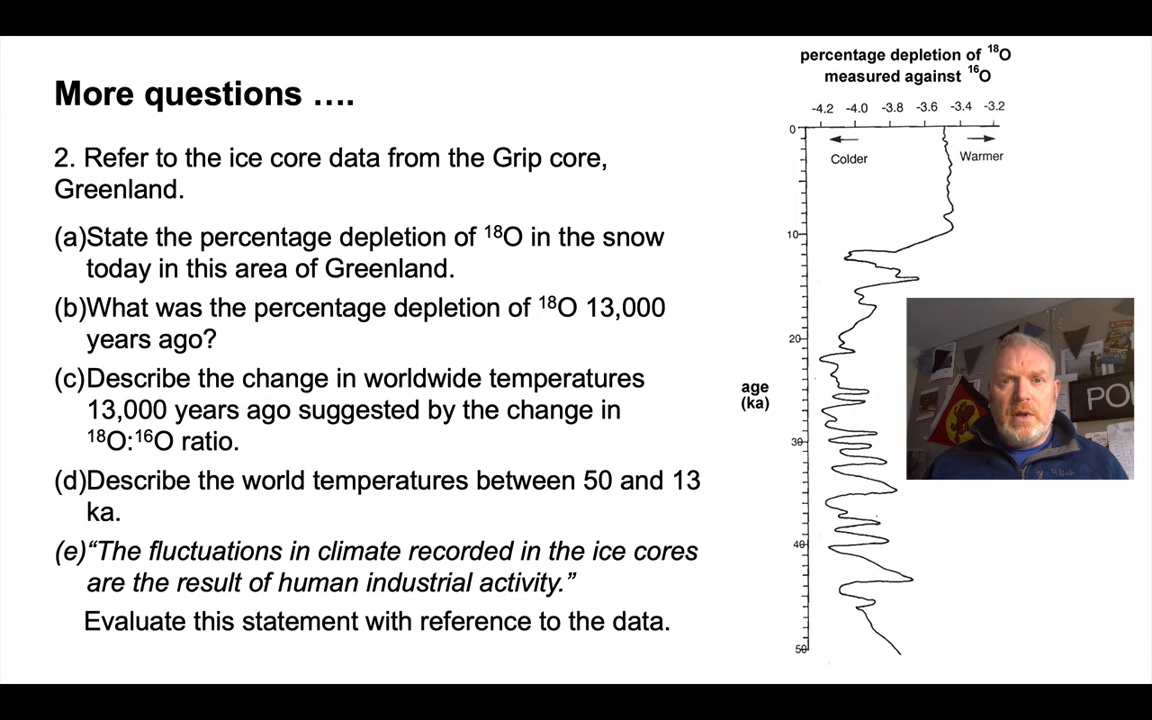 More questions ....
2. Refer to the ice core data from the Grip core,
Greenland.
(a)State the percentage depletion of ¹⁸O in the snow
today in this area of Greenland.
(b)What was the percentage depletion of ¹⁸O 13,000
years ago?
(c)Describe the change in worldwide temperatures
13,000 years ago suggested by the change in
¹⁸O:¹⁶O ratio.
(d)Describe the world temperatures between 50 and 13
ka.
(e)“The fluctuations in climate recorded in the ice cores
are the result of human industrial activity.”
Evaluate this statement with reference to the data.
percentage depletion of ¹⁸O
measured against ¹⁶O
-4.2 -4.0 -3.8 -3.6 -3.4 -3.2
0
Colder
Warmer
10
20
age
(ka)
30
40
50
PO